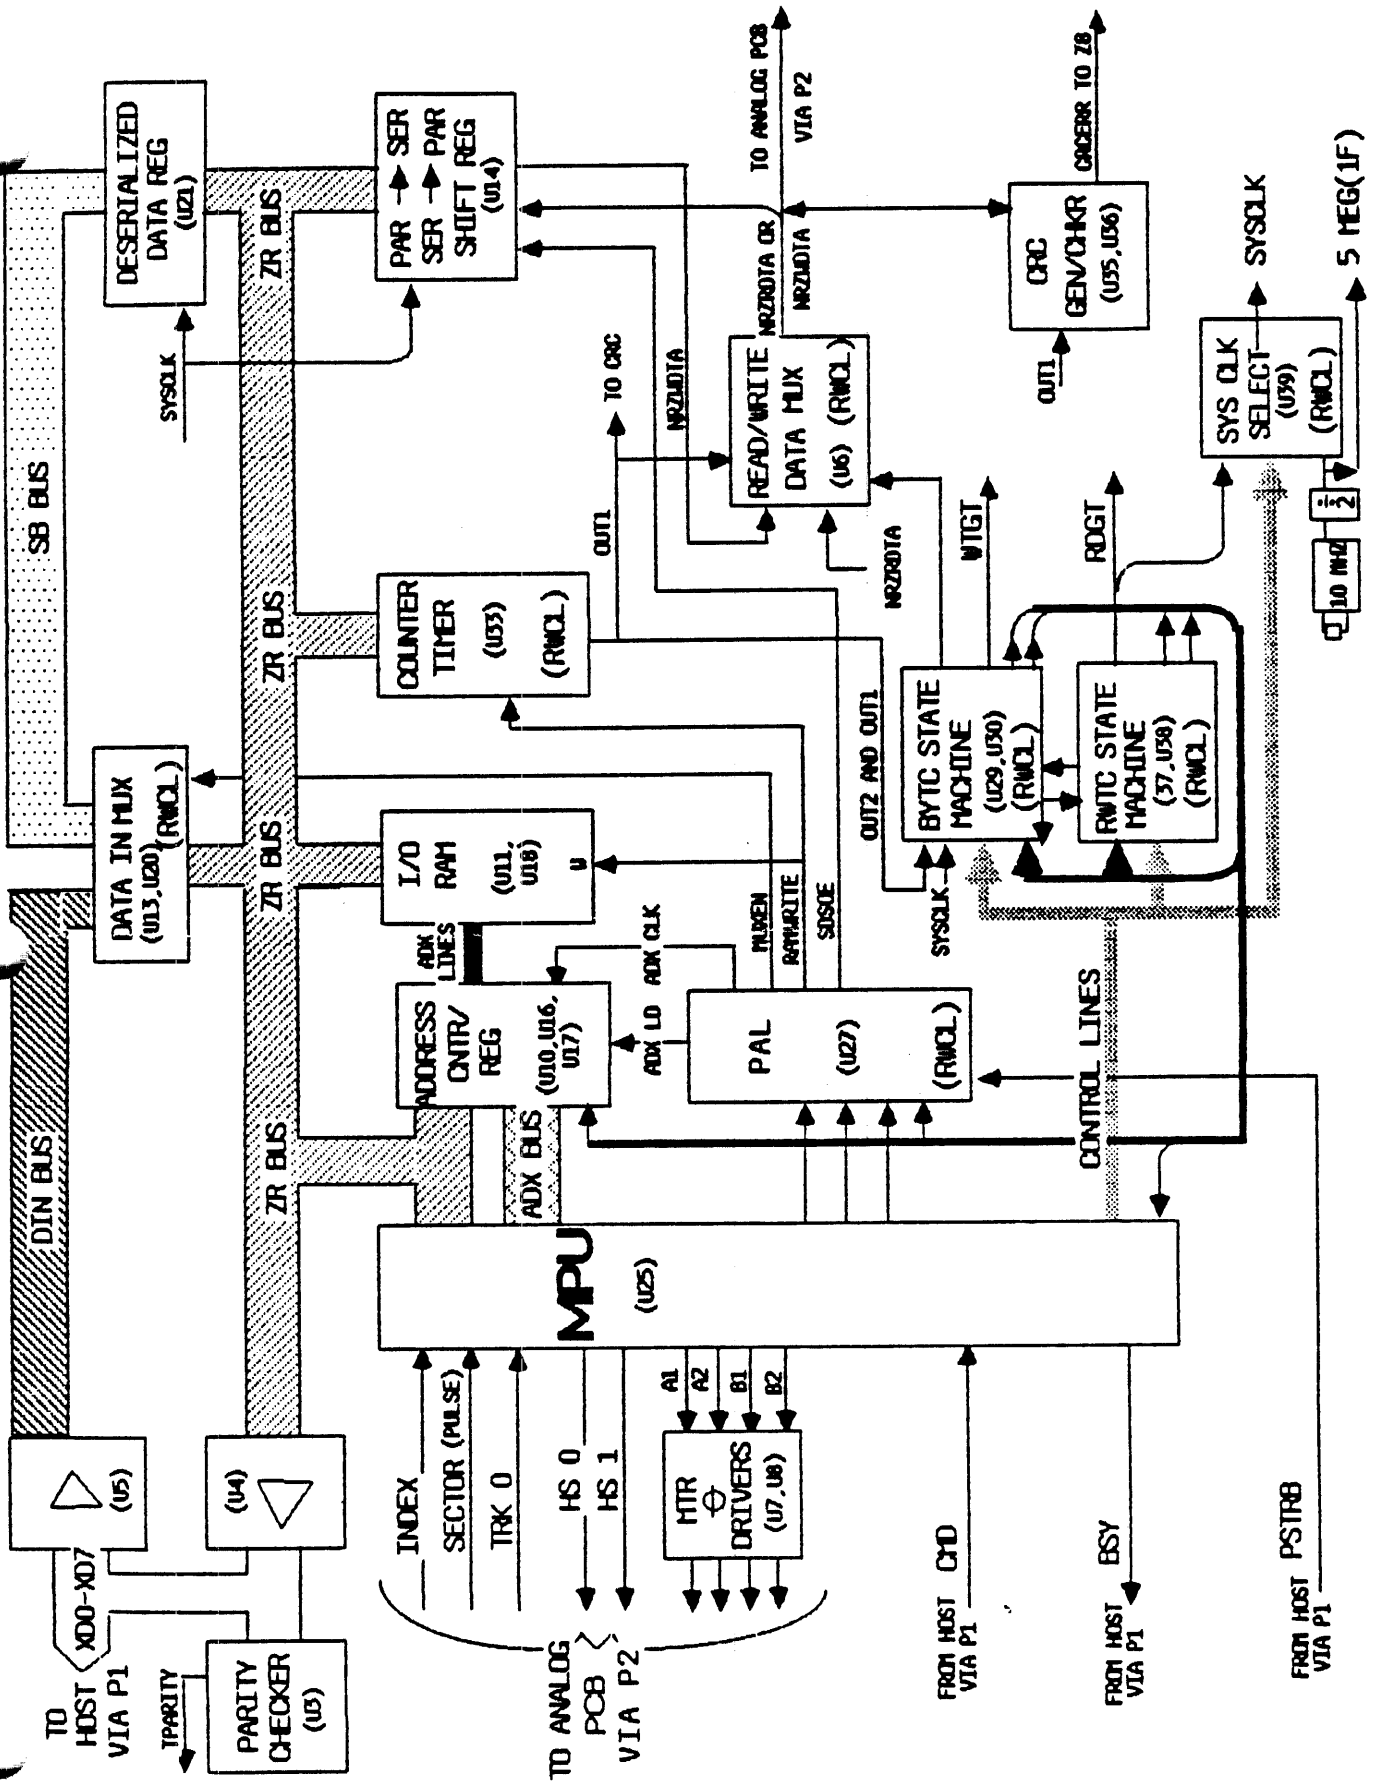 TO
HOST
VIA P1
XD0-XD7
TPARITY
PARITY
CHECKER
(U3)
(U5)
(U4)
DIN BUS
ZR BUS
DATA IN MUX
(U13,U20)
(RWCL)
SB BUS
DESERIALIZED
DATA REG
(U21)
SYSCLK
ZR BUS
ZR BUS
ZR BUS
ADDRESS
CNTR/
REG
(U10,U16,
U17)
ADX
LINES
I/O
RAM
(U11,
U18)
W
COUNTER
TIMER
(U33)
(RWCL)
PAR → SER
SER → PAR
SHIFT REG
(U14)
ADX BUS
INDEX
SECTOR (PULSE)
TRK 0
HS 0
HS 1
TO ANALOG
PCB
VIA P2
MPU
(U25)
A1
A2
B1
B2
MTR
Φ
DRIVERS
(U7,U8)
ADX LD
ADX CLK
PAL
(U27)
(RWCL)
MUXEN
RAMWRITE
SDSOE
OUT1
TO CRC
NRZWDTA
READ/WRITE
DATA MUX
(U6) (RWCL)
NRZRDTA OR
NRZWDTA
TO ANALOG PCB
VIA P2
NRZRDTA
OUT2 AND OUT1
SYSCLK
BYTC STATE
MACHINE
(U29,U30)
(RWCL)
WTGT
RWTC STATE
MACHINE
(37,U38)
(RWCL)
RDGT
OUT1
CRC
GEN/CHKR
(U35,U36)
CRCERR TO Z8
SYS CLK
SELECT
(U39)
(RWCL)
SYSCLK
10 MHZ
÷
2
5 MEG(1F)
CONTROL LINES
FROM HOST
VIA P1
CMD
FROM HOST
VIA P1
BSY
FROM HOST
VIA P1
PSTRB